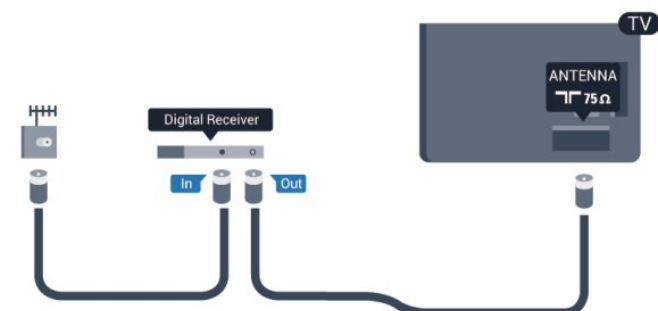 TV
ANTENNA
75Ω
Digital Receiver
In
Out